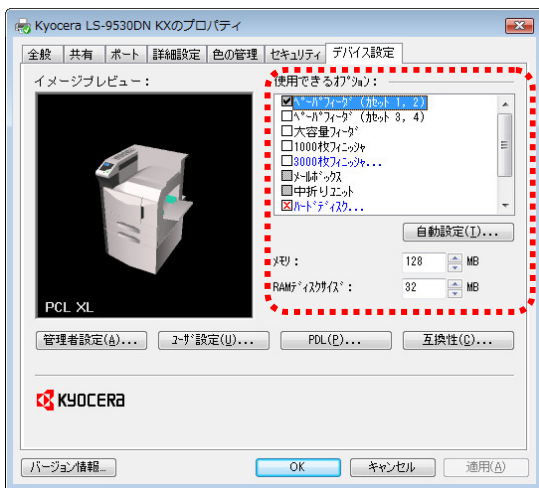 Kyocera LS-9530DN KXのプロパティ
全般 共有 ポート 詳細設定 色の管理 セキュリティ デバイス設定
イメージプレビュー:
使用できるオプション:
ペーパフィーダ (カセット 1, 2)
ペーパフィーダ (カセット 3, 4)
大容量フィーダ
1000枚フィニッシャ
3000枚フィニッシャ...
メールボックス
中折りユニット
ハードディスク...
自動設定(I)...
メモリ: 128 MB
RAMディスクサイズ: 32 MB
PCL XL
管理者設定(A)... ユーザ設定(U)... PDL(P)... 互換性(C)...
KYOCERA
バージョン情報... OK キャンセル 適用(A)